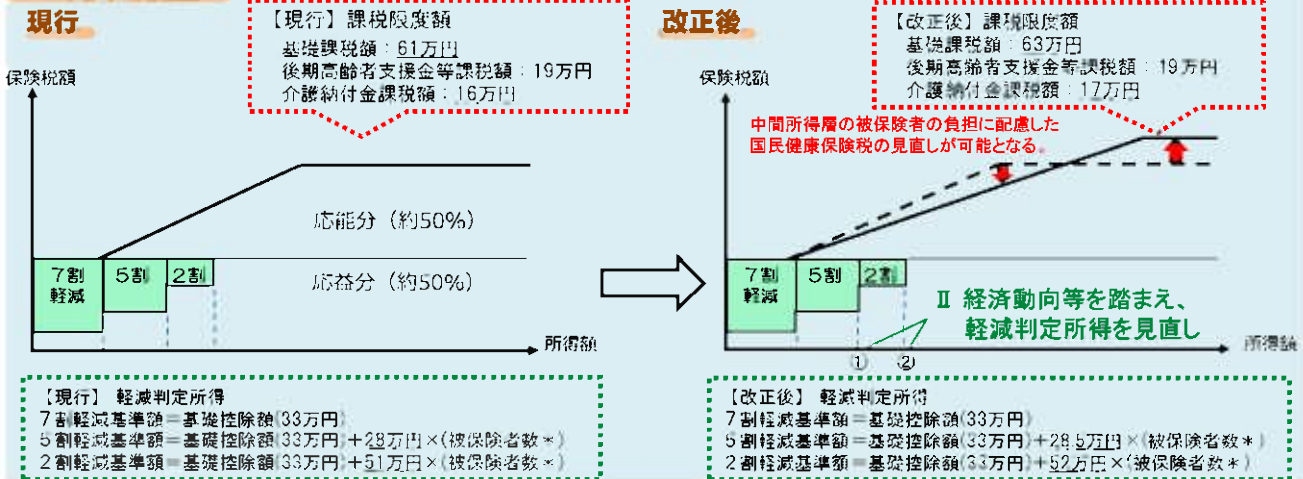 現行
【現行】課税限度額
基礎課税額：61万円
後期高齢者支援金等課税額：19万円
介護納付金課税額：16万円
保険税額
応能分（約50%）
7割
軽減
5割
2割
応益分（約50%）
所得額
【現行】 軽減判定所得
７割軽減基準額＝基礎控除額(33万円)
５割軽減基準額＝基礎控除額(33万円)+28万円×(被保険者数＊)
２割軽減基準額＝基礎控除額(33万円)+51万円×(被保険者数＊)
改正後
【改正後】課税限度額
基礎課税額：63万円
後期高齢者支援金等課税額：19万円
介護納付金課税額：17万円
保険税額
中間所得層の被保険者の負担に配慮した
国民健康保険税の見直しが可能となる。
7割
軽減
5割
2割
Ⅱ 経済動向等を踏まえ、
軽減判定所得を見直し
① ②
所得額
【改正後】 軽減判定所得
７割軽減基準額＝基礎控除額(33万円)
５割軽減基準額＝基礎控除額(33万円)+28.5万円×(被保険者数＊)
２割軽減基準額＝基礎控除額(33万円)+52万円×(被保険者数＊)